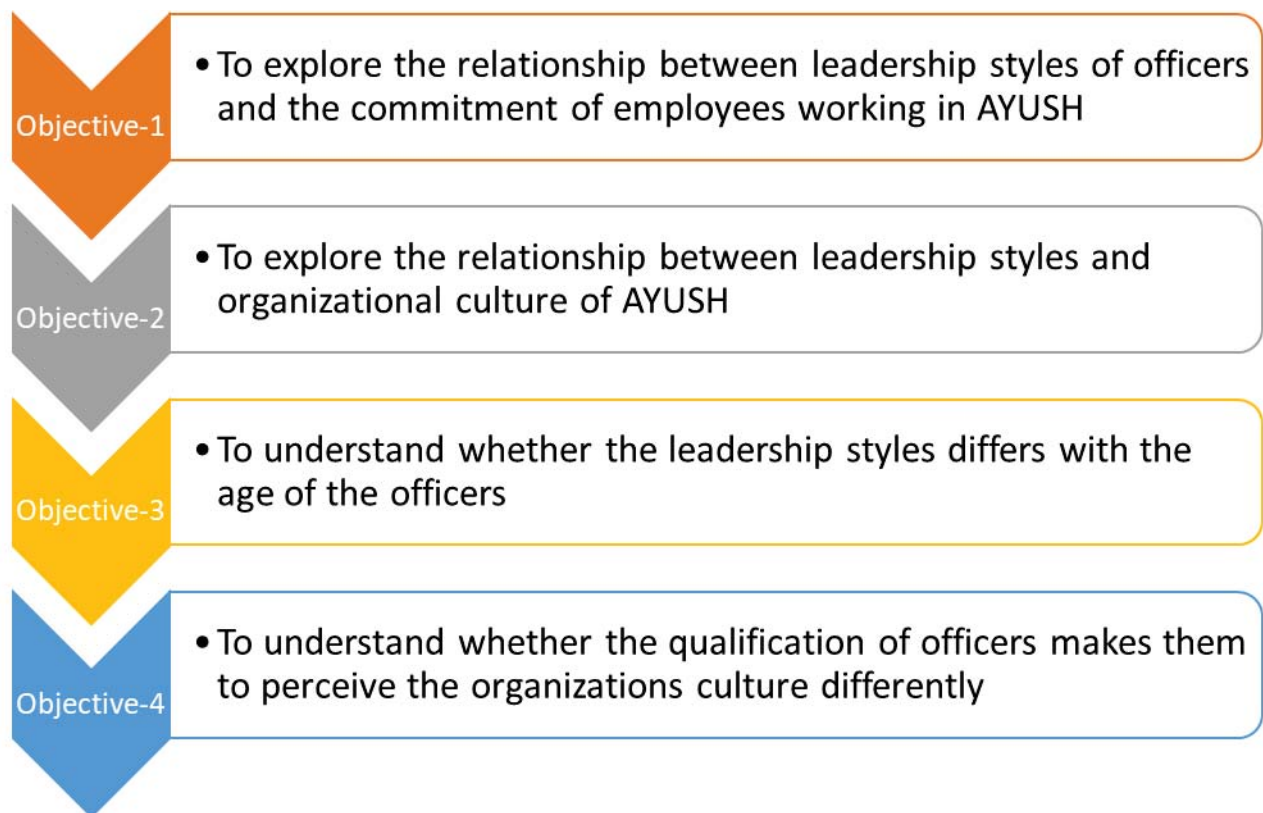 Objective-1
• To explore the relationship between leadership styles of officers
and the commitment of employees working in AYUSH
Objective-2
• To explore the relationship between leadership styles and
organizational culture of AYUSH
Objective-3
• To understand whether the leadership styles differs with the
age of the officers
Objective-4
• To understand whether the qualification of officers makes them
to perceive the organizations culture differently